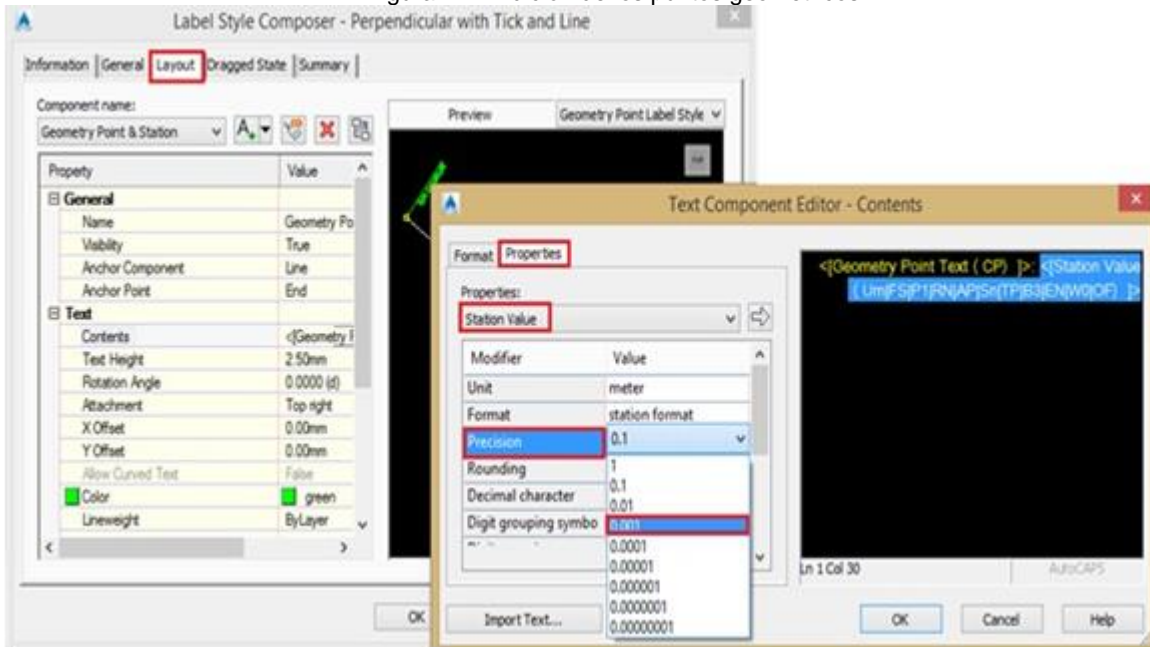 Label Style Composer - Perpendicular with Tick and Line
Information General Layout Dragged State Summary
Component name:
Geometry Point & Station
Preview
Geometry Point Label Style
Property Value
General
Name Geometry Po
Visibility True
Anchor Component Line
Anchor Point End
Text
Contents <[Geometry P
Text Height 2.50mm
Rotation Angle 0.0000 (d)
Attachment Top right
X Offset 0.00mm
Y Offset 0.00mm
Allow Curved Text False
Color green
Lineweight ByLayer
OK
Text Component Editor - Contents
Format Properties
Properties:
Station Value
Modifier Value
Unit meter
Format station format
Precision 0.1
Rounding
Decimal character
Digit grouping symbo
1
0.1
0.01
0.001
0.0001
0.00001
0.000001
0.0000001
0.00000001
Import Text...
<[Geometry Point Text ( CP) ]>: <[Station Value
( Um|FS|P1|RN|AP|Sn|TP|B3|EN|W0|OF) ]>
Ln 1 Col 30
AutoCAPS
OK Cancel Help